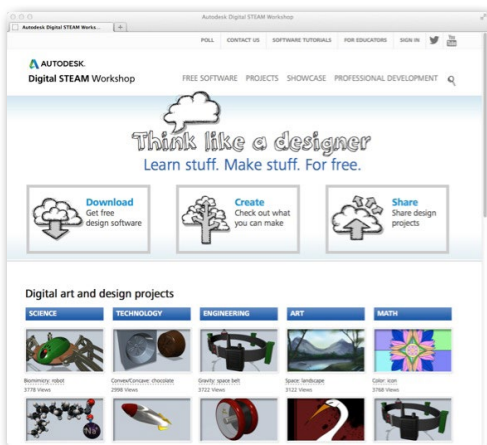 Autodesk Digital STEAM Workshop
Autodesk Digital STEAM Works...
POLL CONTACT US SOFTWARE TUTORIALS FOR EDUCATORS SIGN IN You Tube
AUTODESK.
Digital STEAM Workshop
FREE SOFTWARE PROJECTS SHOWCASE PROFESSIONAL DEVELOPMENT
Think like a designer
Learn stuff. Make stuff. For free.
Download
Get free
design software
Create
Check out what
you can make
Share
Share design
projects
Digital art and design projects
SCIENCE TECHNOLOGY ENGINEERING ART MATH
Biomimicry: robot Convex/Concave: chocolate Gravity: space belt Space: landscape Color: icon
3778 Views 2998 Views 3722 Views 3122 Views 3768 Views